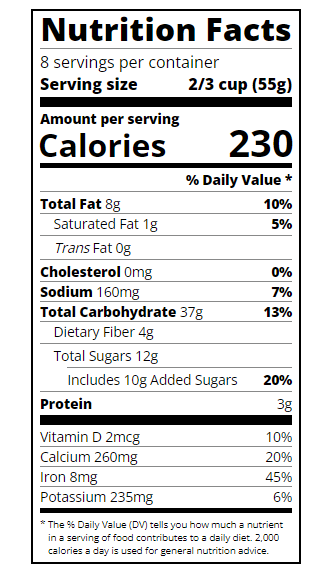 Nutrition Facts
8 servings per container
Serving size 2/3 cup (55g)
Amount per serving
Calories 230
% Daily Value *
Total Fat 8g 10%
Saturated Fat 1g 5%
Trans Fat 0g
Cholesterol 0mg 0%
Sodium 160mg 7%
Total Carbohydrate 37g 13%
Dietary Fiber 4g
Total Sugars 12g
Includes 10g Added Sugars 20%
Protein 3g
Vitamin D 2mcg 10%
Calcium 260mg 20%
Iron 8mg 45%
Potassium 235mg 6%
* The % Daily Value (DV) tells you how much a nutrient
in a serving of food contributes to a daily diet. 2,000
calories a day is used for general nutrition advice.